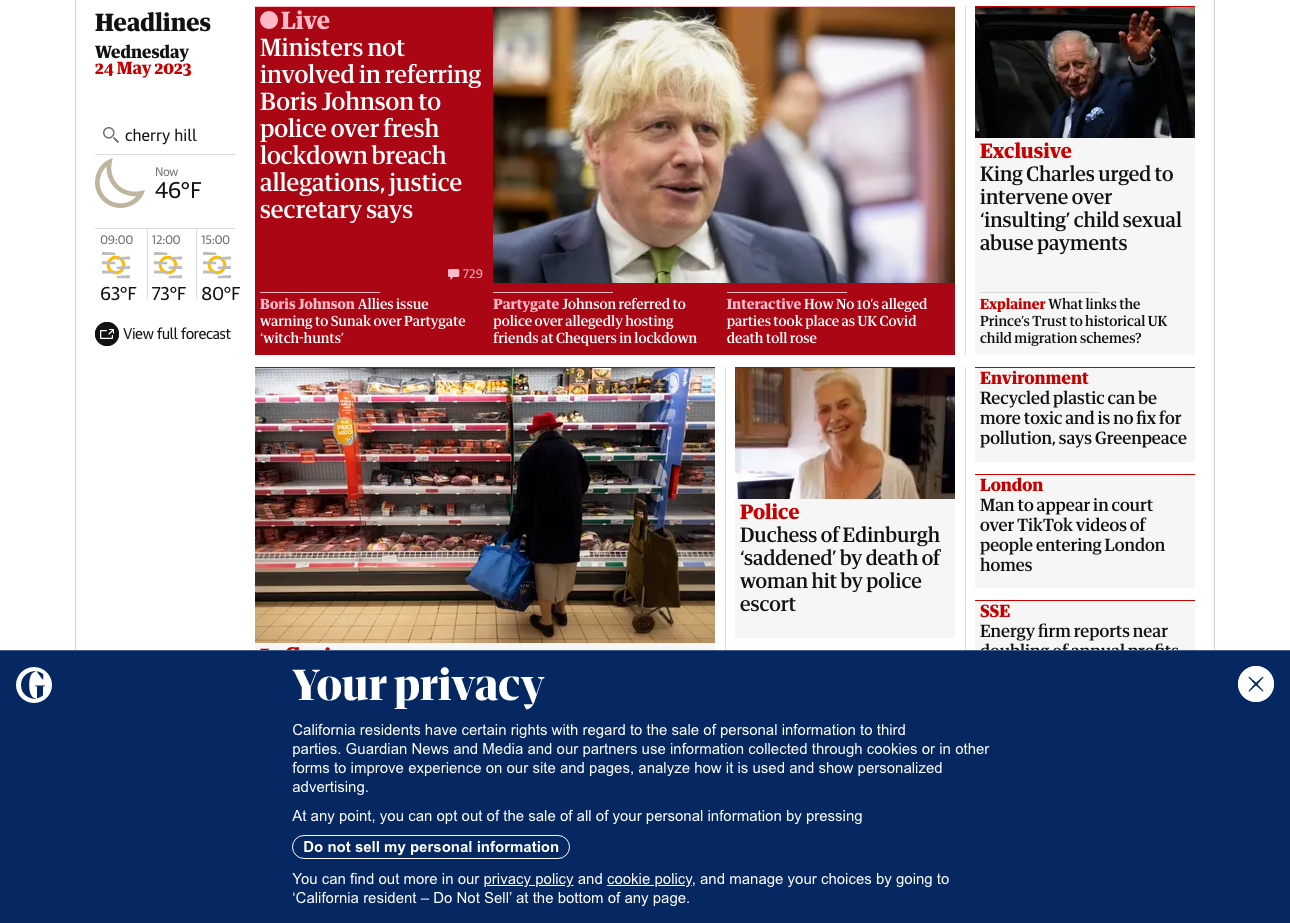 Headlines
Wednesday
24 May 2023
cherry hill
Now
46°F
09:00
63°F
12:00
73°F
15:00
80°F
View full forecast
Live
Ministers not
involved in referring
Boris Johnson to
police over fresh
lockdown breach
allegations, justice
secretary says
729
Boris Johnson Allies issue
warning to Sunak over Partygate
‘witch-hunts’
Partygate Johnson referred to
police over allegedly hosting
friends at Chequers in lockdown
Interactive How No 10’s alleged
parties took place as UK Covid
death toll rose
Exclusive
King Charles urged to
intervene over
‘insulting’ child sexual
abuse payments
Explainer What links the
Prince’s Trust to historical UK
child migration schemes?
Police
Duchess of Edinburgh
‘saddened’ by death of
woman hit by police
escort
Environment
Recycled plastic can be
more toxic and is no fix for
pollution, says Greenpeace
London
Man to appear in court
over TikTok videos of
people entering London
homes
SSE
Energy firm reports near
doubling of annual profits
Your privacy
California residents have certain rights with regard to the sale of personal information to third
parties. Guardian News and Media and our partners use information collected through cookies or in other
forms to improve experience on our site and pages, analyze how it is used and show personalized
advertising.
At any point, you can opt out of the sale of all of your personal information by pressing
Do not sell my personal information
You can find out more in our privacy policy and cookie policy, and manage your choices by going to
‘California resident – Do Not Sell’ at the bottom of any page.